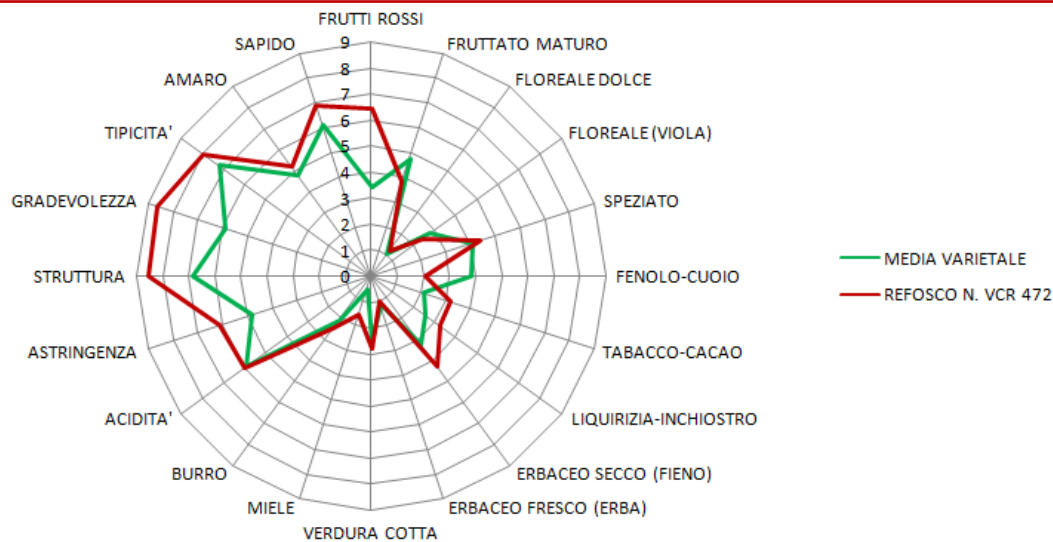 FRUTTI ROSSI
FRUTTATO MATURO
FLOREALE DOLCE
FLOREALE (VIOLA)
SPEZIATO
FENOLO-CUOIO
TABACCO-CACAO
LIQUIRIZIA-INCHIOSTRO
ERBACEO SECCO (FIENO)
ERBACEO FRESCO (ERBA)
VERDURA COTTA
MIELE
BURRO
ACIDITA'
ASTRINGENZA
STRUTTURA
GRADEVOLEZZA
TIPICITA'
AMARO
SAPIDO
9
8
7
6
5
4
3
2
1
0
MEDIA VARIETALE
REFOSCO N. VCR 472